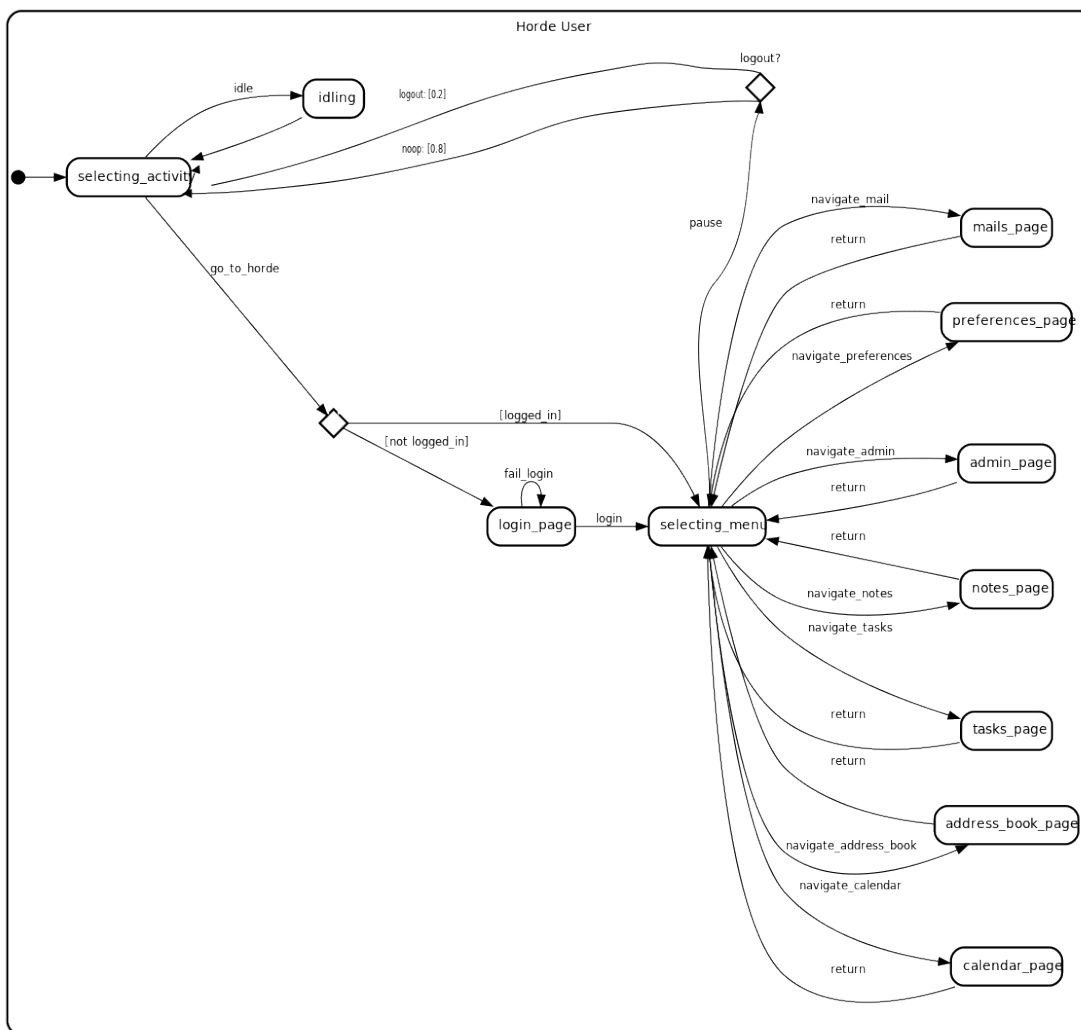 Horde User
logout?
idle
logout: [0.2]
idling
noop: [0.8]
selecting_activity
navigate_mail
pause
mails_page
return
go_to_horde
return
preferences_page
navigate_preferences
[logged_in]
[not logged_in]
navigate_admin
admin_page
fail_login
return
login
login_page
selecting_menu
return
notes_page
navigate_notes
navigate_tasks
return
tasks_page
return
address_book_page
navigate_address_book
navigate_calendar
return
calendar_page